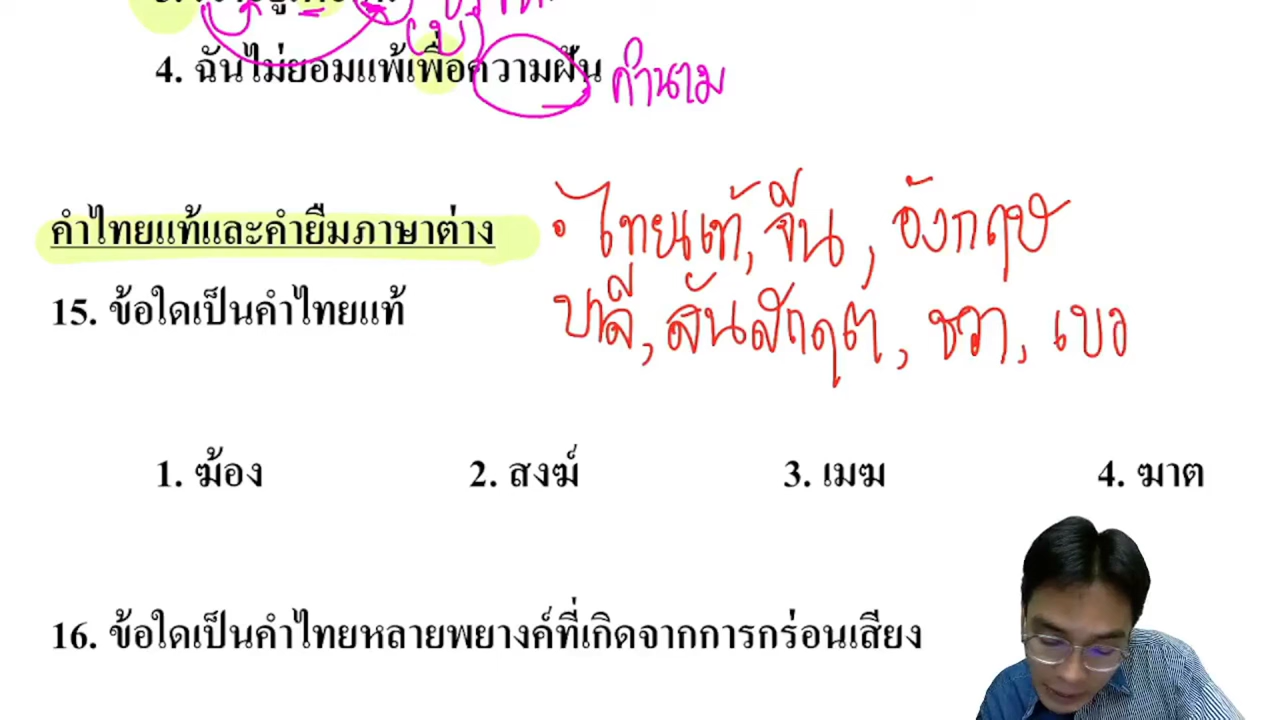 4. ฉันไม่ยอมแพ้เพื่อความฝัน คำนาม
คำไทยแท้และคำยืมภาษาต่าง
• ไทยแท้, จีน, อังกฤษ
บาลี, สันสกฤต, ชวา, เขอ
15. ข้อใดเป็นคำไทยแท้
1. ฆ้อง 2. สงฆ์ 3. เมฆ 4. ฆาต
16. ข้อใดเป็นคำไทยหลายพยางค์ที่เกิดจากการกร่อนเสียง